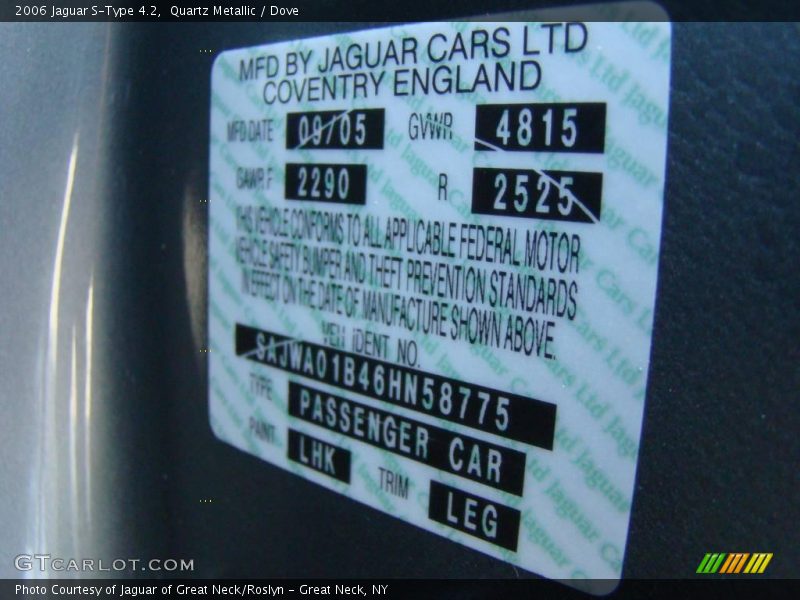 2006 Jaguar S-Type 4.2, Quartz Metallic / Dove
MFD BY JAGUAR CARS LTD
COVENTRY ENGLAND
MFD DATE 09/05 GVWR 4815
GAWR F 2290 R 2525
THIS VEHICLE CONFORMS TO ALL APPLICABLE FEDERAL MOTOR
VEHICLE SAFETY BUMPER AND THEFT PREVENTION STANDARDS
IN EFFECT ON THE DATE OF MANUFACTURE SHOWN ABOVE.
VEH IDENT NO.
SAJWA01B46HN58775
TYPE PASSENGER CAR
PAINT LHK TRIM LEG
GTCARLOT.COM
Photo Courtesy of Jaguar of Great Neck/Roslyn - Great Neck, NY